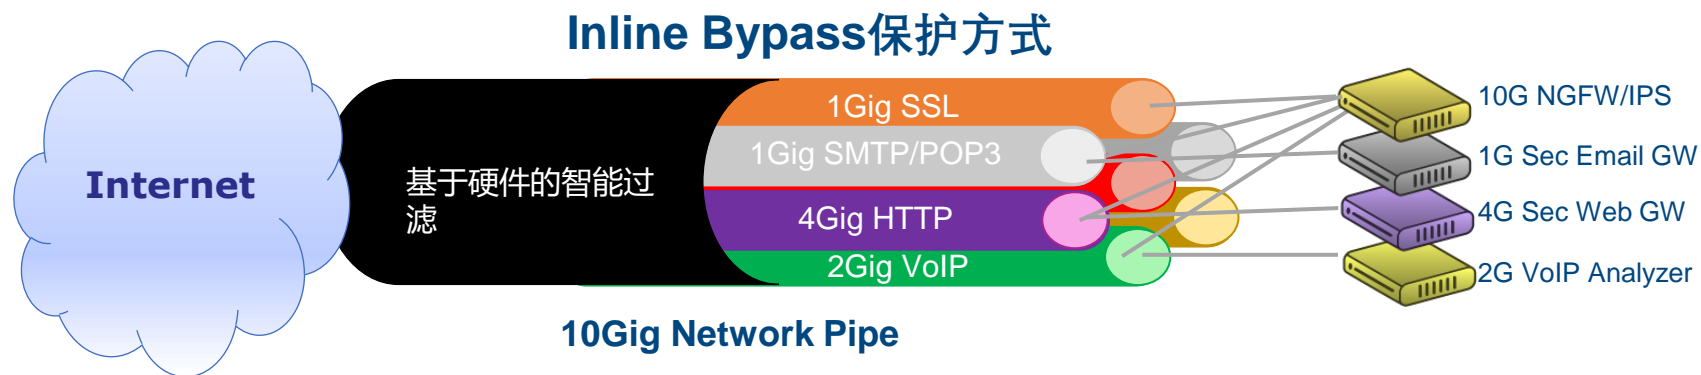 Inline Bypass保护方式
Internet
基于硬件的智能过
滤
1Gig SSL
1Gig SMTP/POP3
4Gig HTTP
2Gig VoIP
10G NGFW/IPS
1G Sec Email GW
4G Sec Web GW
2G VoIP Analyzer
10Gig Network Pipe